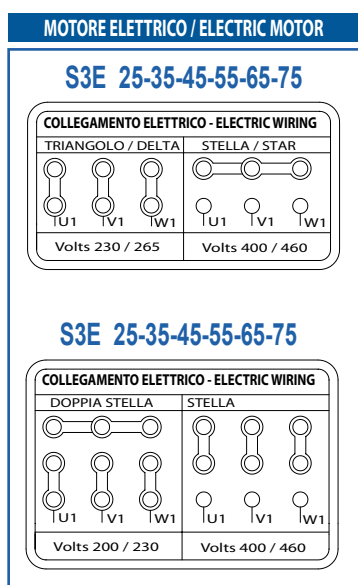 MOTORE ELETTRICO / ELECTRIC MOTOR
S3E 25-35-45-55-65-75
COLLEGAMENTO ELETTRICO - ELECTRIC WIRING
TRIANGOLO / DELTA STELLA / STAR
U1 V1 W1 U1 V1 W1
Volts 230 / 265 Volts 400 / 460
S3E 25-35-45-55-65-75
COLLEGAMENTO ELETTRICO - ELECTRIC WIRING
DOPPIA STELLA STELLA
U1 V1 W1 U1 V1 W1
Volts 200 / 230 Volts 400 / 460